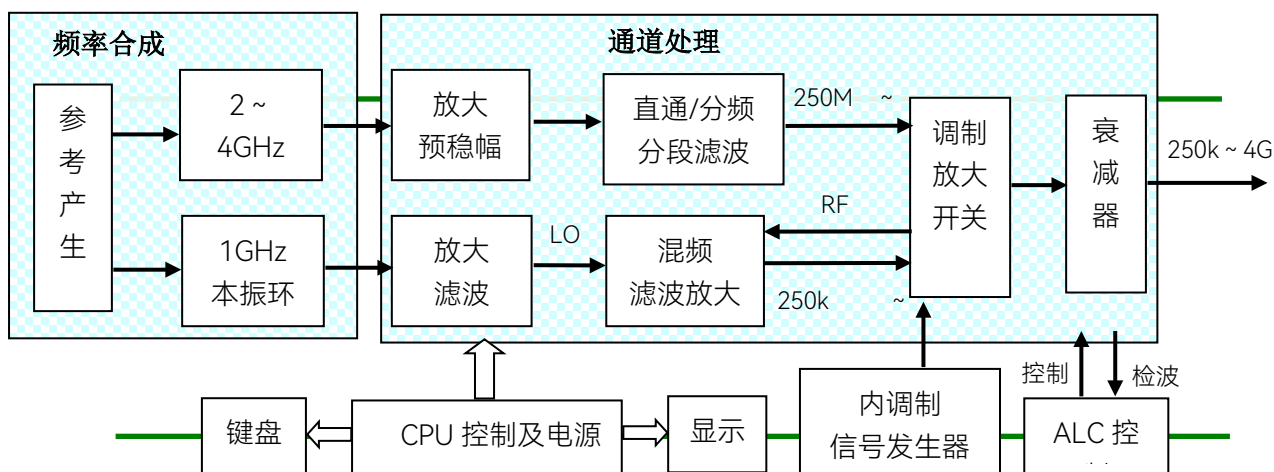 频率合成
通道处理
参
考
产
生
2 ~
4GHz
1GHz
本振环
放大
预稳幅
放大
滤波
LO
直通/分频
分段滤波
混频
滤波放大
250M ~
RF
250k ~
调制
放大
开关
衰
减
器
250k ~ 4G
键盘
CPU 控制及电源
显示
内调制
信号发生器
控制
检波
ALC 控